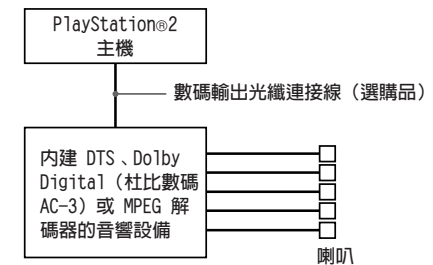 PlayStation®2
主機
數碼輸出光纖連接線（選購品）
內建 DTS、Dolby
Digital（杜比數碼
AC-3）或 MPEG 解
碼器的音響設備
喇叭